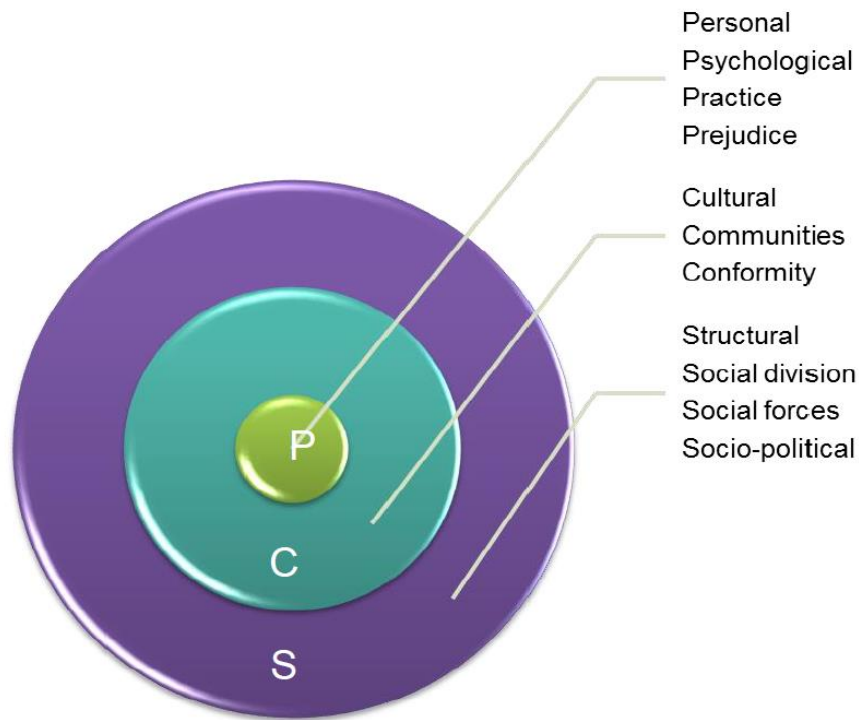 Personal
Psychological
Practice
Prejudice
Cultural
Communities
Conformity
Structural
Social division
Social forces
Socio-political
P
C
S